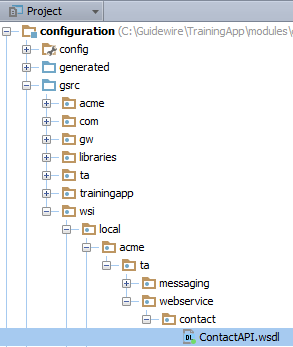 Project
configuration (C:\Guidewire\TrainingApp\modules\
config
generated
gsrc
acme
com
gw
libraries
ta
trainingapp
wsi
local
acme
ta
messaging
webservice
contact
ContactAPI.wsdl